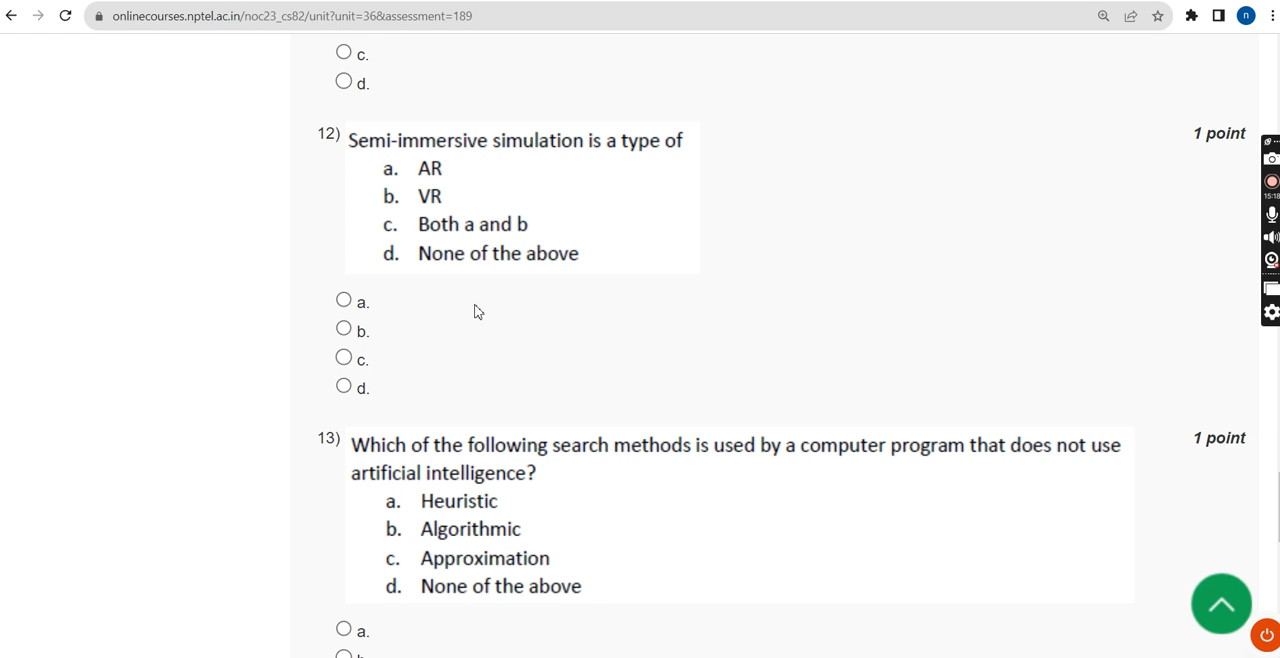 onlinecourses.nptel.ac.in/noc23_cs82/unit?unit=36&assessment=189
n
c.
d.
12) Semi-immersive simulation is a type of
1 point
a. AR
b. VR
c. Both a and b
d. None of the above
a.
b.
c.
d.
13) Which of the following search methods is used by a computer program that does not use
1 point
artificial intelligence?
a. Heuristic
b. Algorithmic
c. Approximation
d. None of the above
a.
15:18